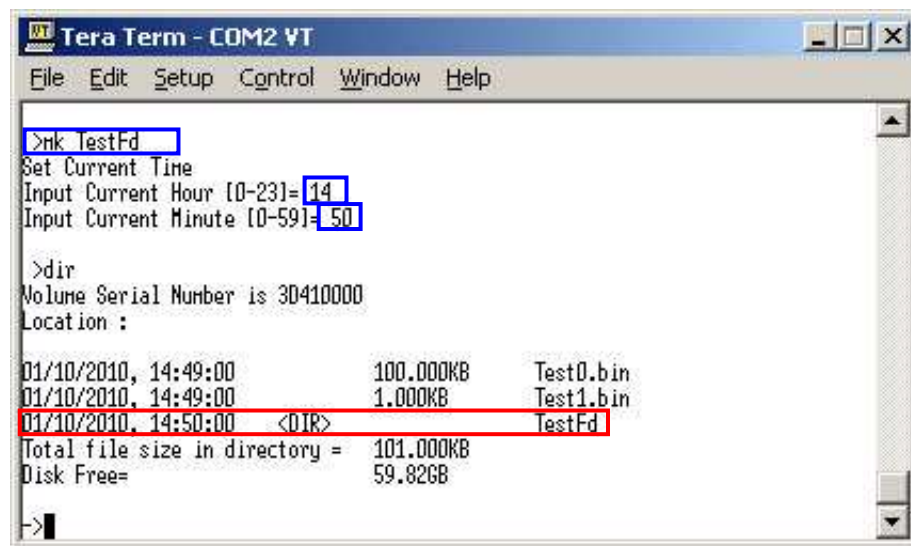 Tera Term - COM2 VT
File Edit Setup Control Window Help
>mk TestFd
Set Current Time
Input Current Hour [0-23]= 14
Input Current Minute [0-59]= 50
>dir
Volume Serial Number is 3D410000
Location :
01/10/2010, 14:49:00 100.000KB Test0.bin
01/10/2010, 14:49:00 1.000KB Test1.bin
01/10/2010, 14:50:00 <DIR> TestFd
Total file size in directory = 101.000KB
Disk Free= 59.82GB
->